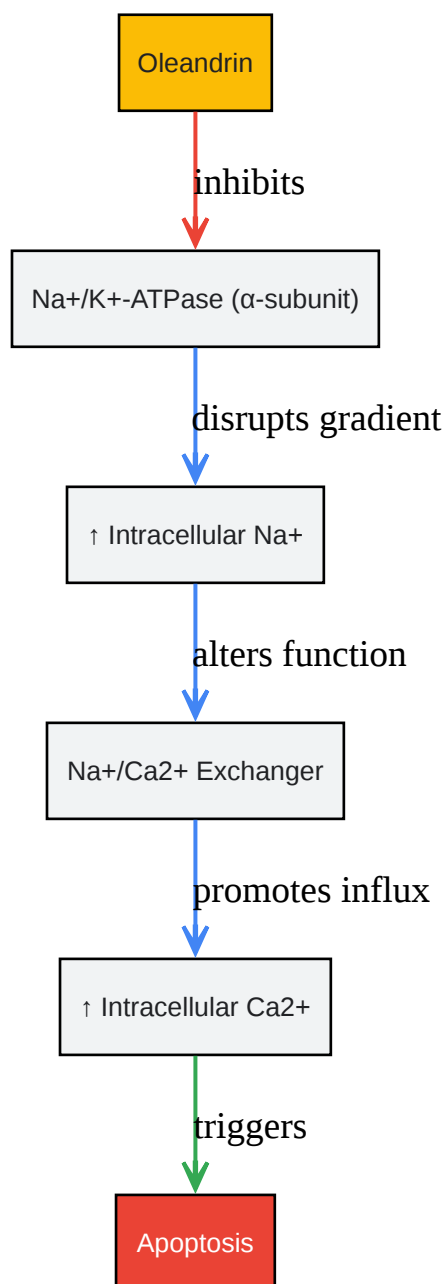 Oleandrin
inhibits
Na+/K+-ATPase (α-subunit)
disrupts gradient
↑ Intracellular Na+
alters function
Na+/Ca2+ Exchanger
promotes influx
↑ Intracellular Ca2+
triggers
Apoptosis